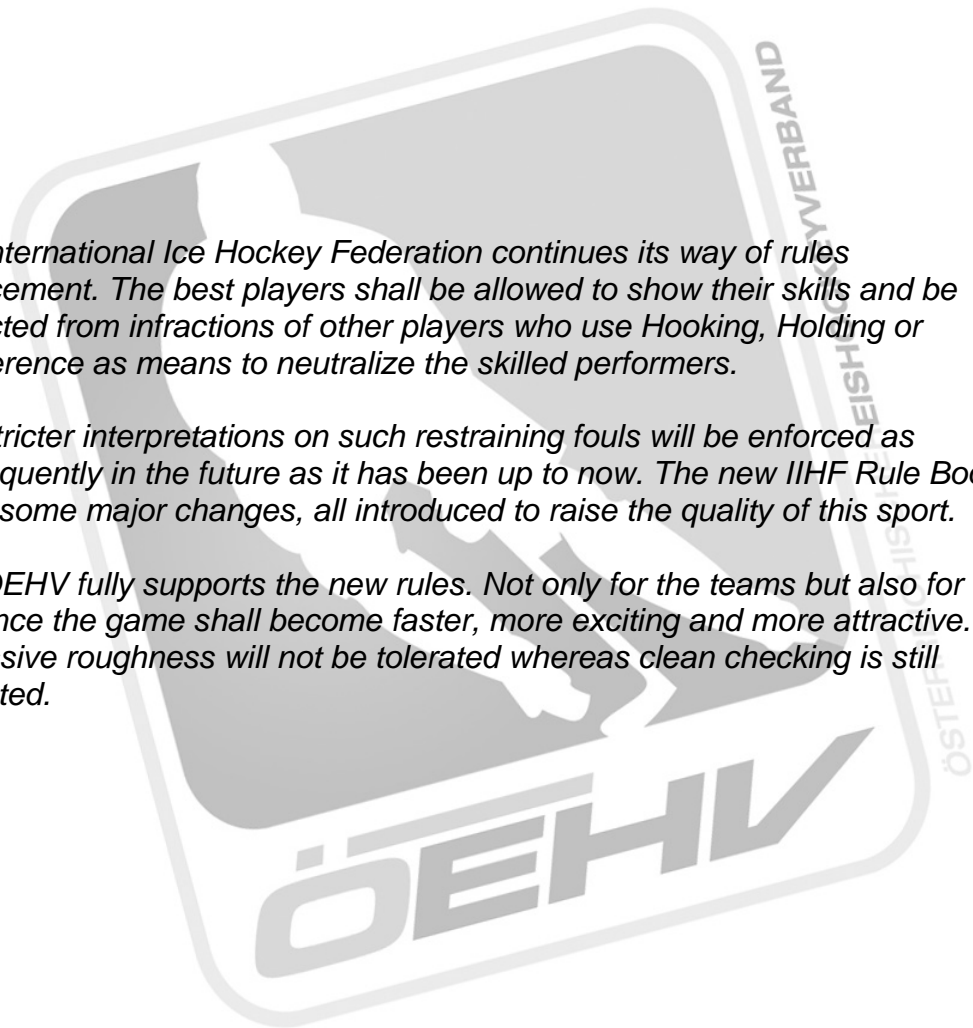 nternational Ice Hockey Federation continues its way of rules
cement. The best players shall be allowed to show their skills and be
cted from infractions of other players who use Hooking, Holding or
erence as means to neutralize the skilled performers.
tricter interpretations on such restraining fouls will be enforced as
quently in the future as it has been up to now. The new IIHF Rule Boo
some major changes, all introduced to raise the quality of this sport.
OEHV fully supports the new rules. Not only for the teams but also for
nce the game shall become faster, more exciting and more attractive.
sive roughness will not be tolerated whereas clean checking is still
ted.
ÖEHV